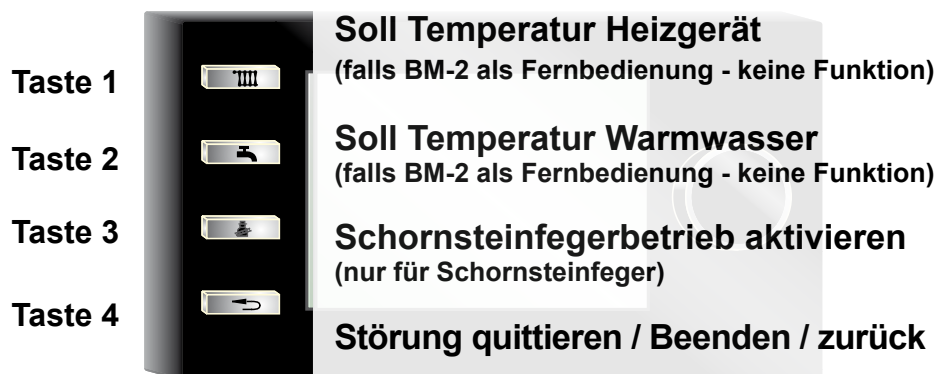 Soll Temperatur Heizgerät
Taste 1
(falls BM-2 als Fernbedienung - keine Funktion)
Soll Temperatur Warmwasser
Taste 2
(falls BM-2 als Fernbedienung - keine Funktion)
Taste 3
Schornsteinfegerbetrieb aktivieren
(nur für Schornsteinfeger)
Taste 4
Störung quittieren / Beenden / zurück